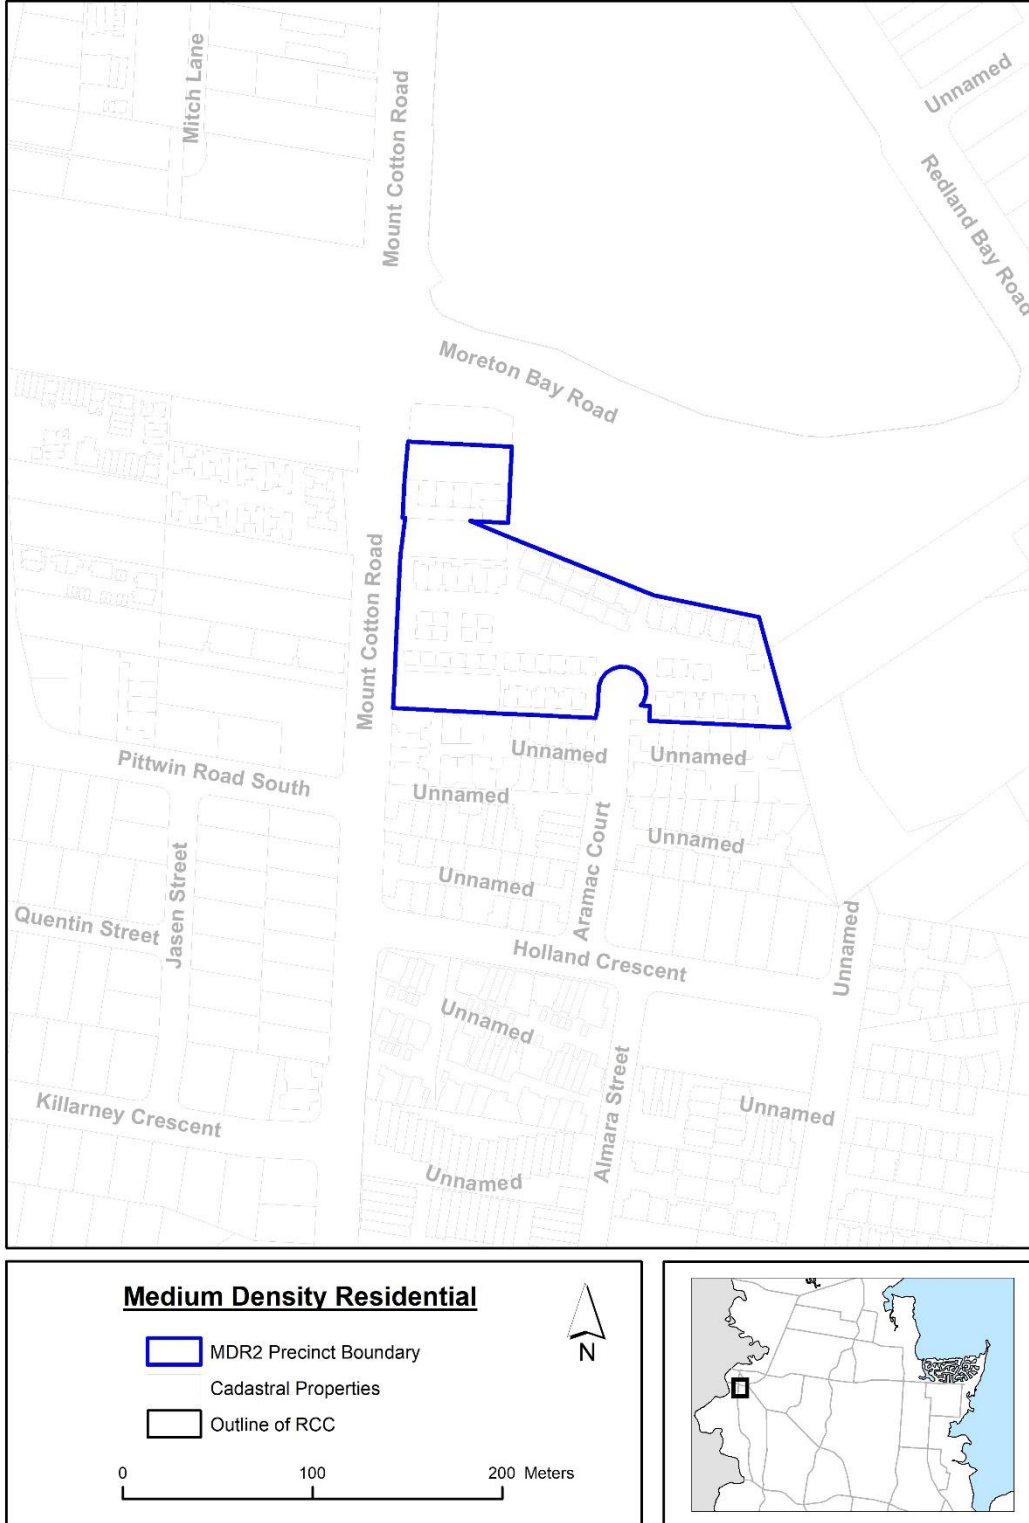 Mitch Lane
Mount Cotton Road
Unnamed
Redland Bay Road
Moreton Bay Road
Mount Cotton Road
Unnamed
Unnamed
Pittwin Road South
Unnamed
Aramac Court
Unnamed
Jasen Street
Unnamed
Quentin Street
Unnamed
Holland Crescent
Unnamed
Almara Street
Unnamed
Killarney Crescent
Unnamed
Medium Density Residential
N
MDR2 Precinct Boundary
Cadastral Properties
Outline of RCC
0 100 200 Meters